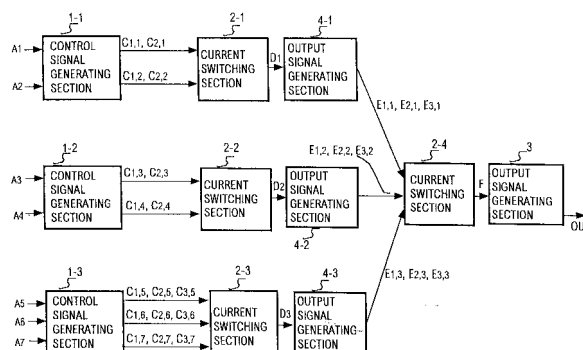 1-1
A1
A2
CONTROL
SIGNAL
GENERATING
SECTION
C1,1, C2,1
C1,2, C2,2
2-1
CURRENT
SWITCHING
SECTION
D1
4-1
OUTPUT
SIGNAL
GENERATING
SECTION
E1,1, E2,1, E3,1
1-2
A3
A4
CONTROL
SIGNAL
GENERATING
SECTION
C1,3, C2,3
C1,4, C2,4
2-2
CURRENT
SWITCHING
SECTION
D2
OUTPUT
SIGNAL
GENERATING
SECTION
4-2
E1,2, E2,2, E3,2
2-4
CURRENT
SWITCHING
SECTION
F
3
OUTPUT
SIGNAL
GENERATING
SECTION
OU
1-3
A5
A6
A7
CONTROL
SIGNAL
GENERATING
SECTION
C1,5, C2,5, C3,5
C1,6, C2,6, C3,6
C1,7, C2,7, C3,7
2-3
CURRENT
SWITCHING
SECTION
D3
4-3
OUTPUT
SIGNAL
GENERATING
SECTION
E1,3, E2,3, E3,3